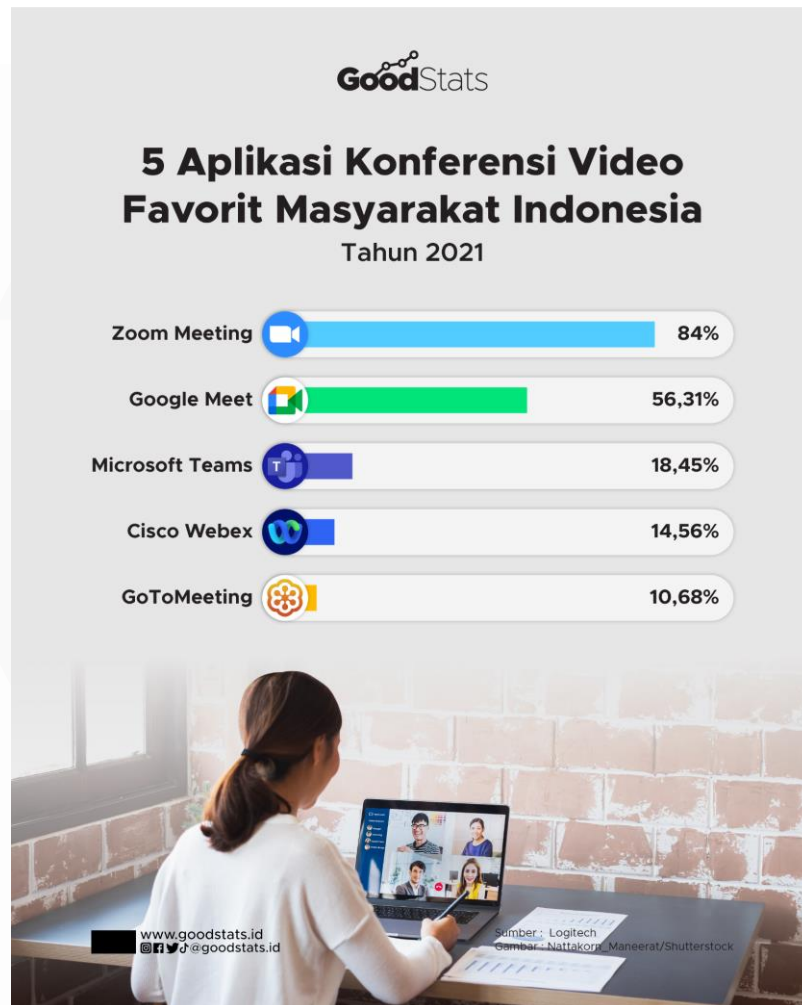 GoodStats
5 Aplikasi Konferensi Video
Favorit Masyarakat Indonesia
Tahun 2021
Zoom Meeting 84%
Google Meet 56,31%
Microsoft Teams 18,45%
Cisco Webex 14,56%
GoToMeeting 10,68%
www.goodstats.id
@goodstats.id
Sumber : Logitech
Gambar : Nattakorn_Maneerat/Shutterstock